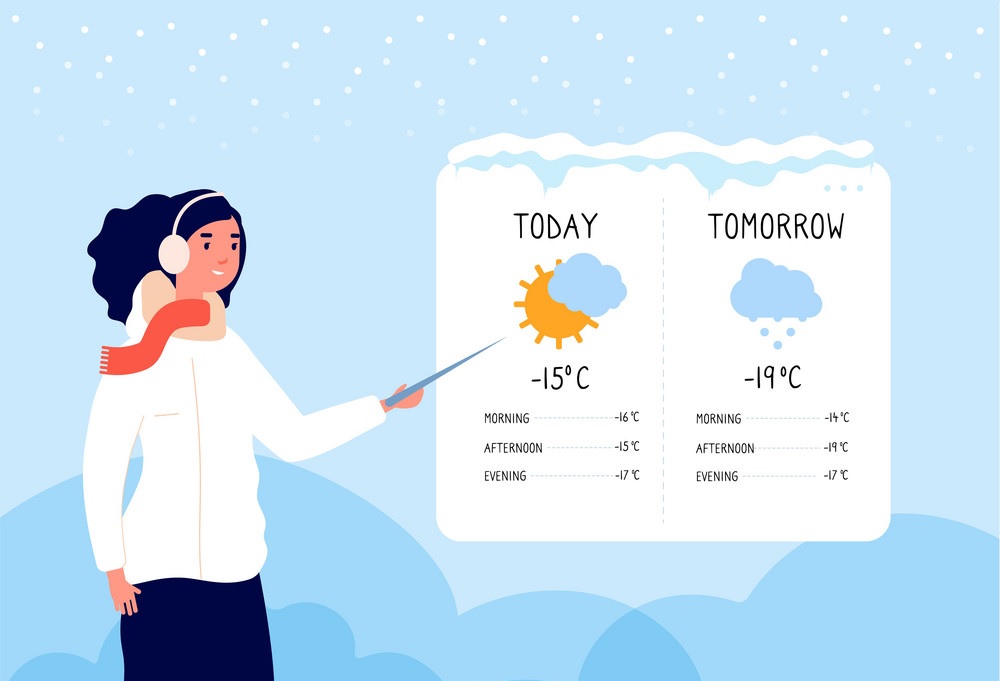 TODAY
-15°C
MORNING -16°C
AFTERNOON -15°C
EVENING -17°C
TOMORROW
-19°C
MORNING -14°C
AFTERNOON -19°C
EVENING -17°C